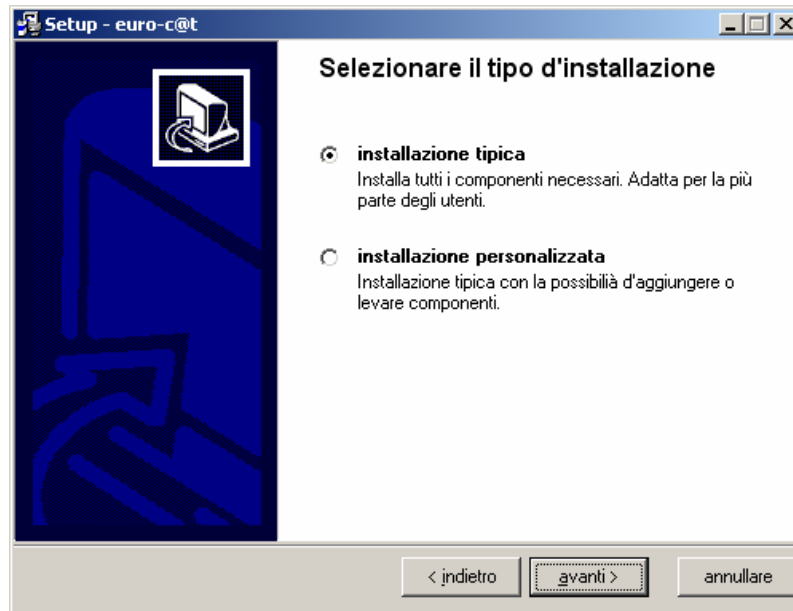 Setup - euro-c@t
Selezionare il tipo d'installazione
installazione tipica
Installa tutti i componenti necessari. Adatta per la più
parte degli utenti.
installazione personalizzata
Installazione tipica con la possibilià d'aggiungere o
levare componenti.
< indietro
avanti >
annullare